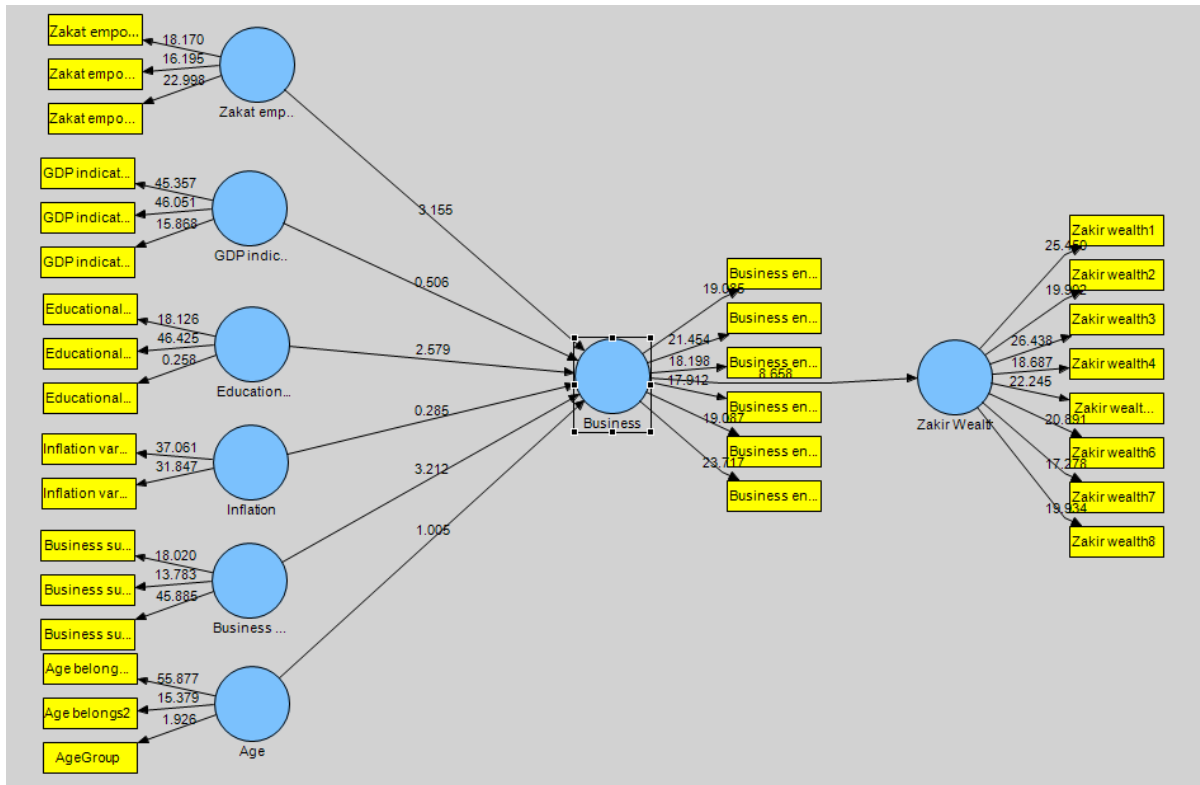 Zakat empo...
18.170
16.195
Zakat empo...
22.998
Zakat empo...
Zakat emp..
GDP indicat...
45.357
46.051
GDP indicat...
15.868
GDP indicat...
GDP indic..
3.155
0.506
Educational...
18.126
46.425
Educational...
0.258
Educational...
Education...
2.579
Inflation var...
37.061
31.847
Inflation var...
Inflation
0.285
Business su...
18.020
13.783
Business su...
45.885
Business su...
Business ...
3.212
Age belong...
55.877
15.379
Age belongs2
1.926
AgeGroup
Age
1.005
Business
Business en...
19.085
Business en...
21.454
18.198
Business en...
8.658
17.912
Business en...
19.087
Business en...
23.717
Business en...
Zakir Wealth
Zakir wealth1
25.450
Zakir wealth2
19.992
Zakir wealth3
26.438
18.687
Zakir wealth4
22.245
Zakir wealt...
20.891
Zakir wealth6
17.278
Zakir wealth7
19.934
Zakir wealth8